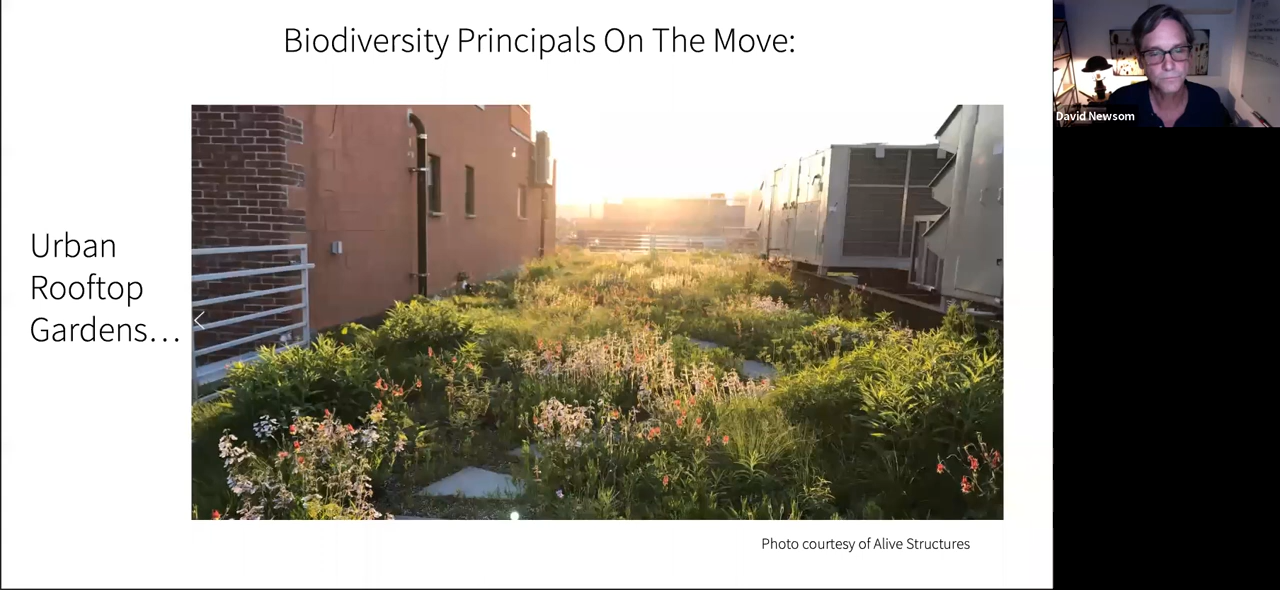 Biodiversity Principals On The Move:
Urban
Rooftop
Gardens…
Photo courtesy of Alive Structures
David Newsom